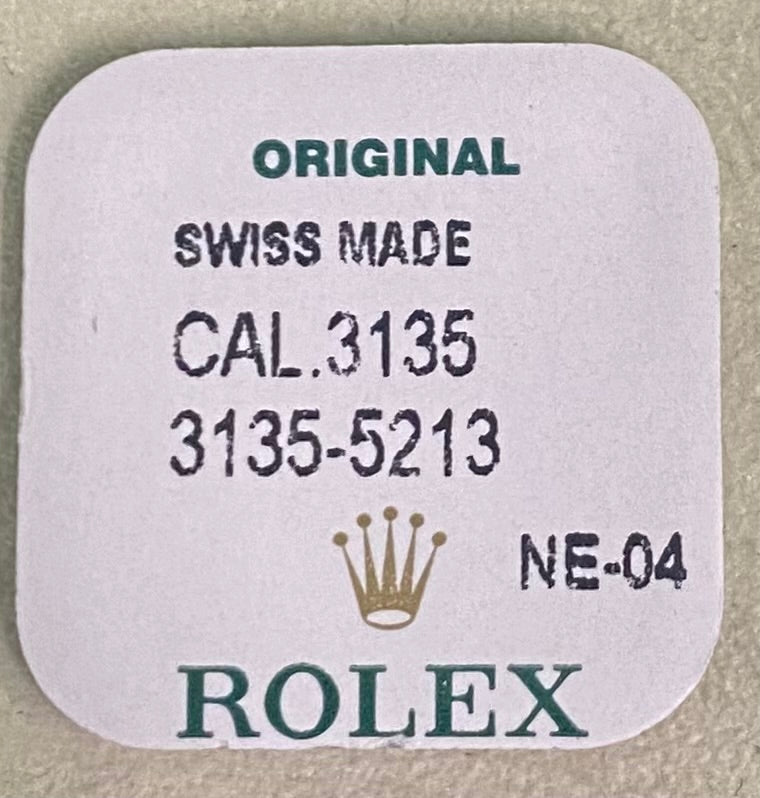 ORIGINAL
SWISS MADE
CAL.3135
3135-5213
NE-04
ROLEX